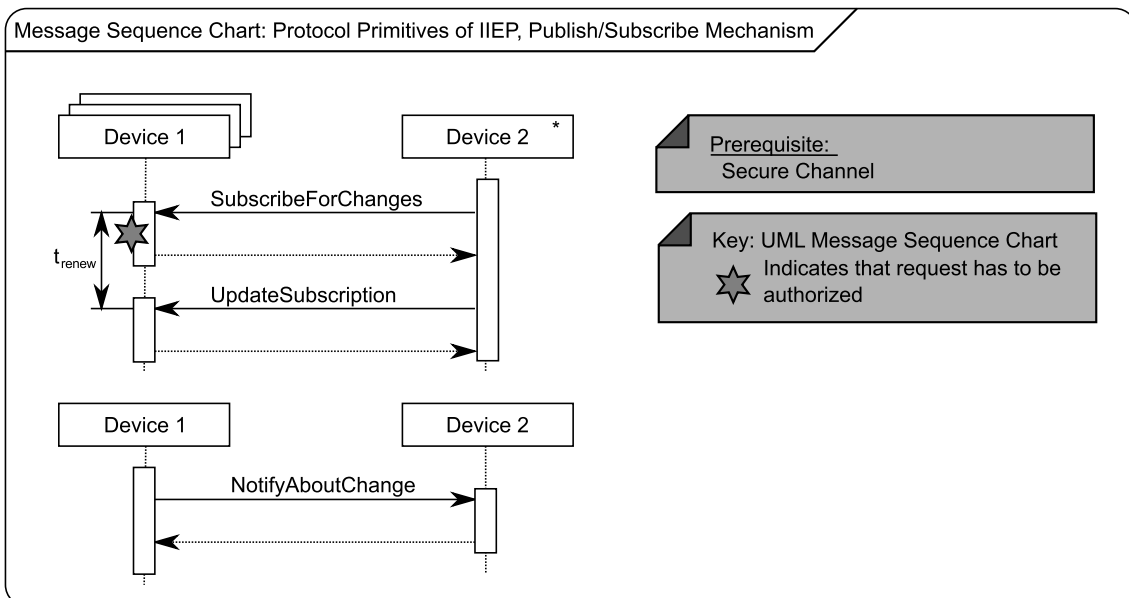 Message Sequence Chart: Protocol Primitives of IIEP, Publish/Subscribe Mechanism
Device 1
Device 2 *
Prerequisite:
Secure Channel
SubscribeForChanges
Key: UML Message Sequence Chart
Indicates that request has to be
authorized
trenew
UpdateSubscription
Device 1
Device 2
NotifyAboutChange